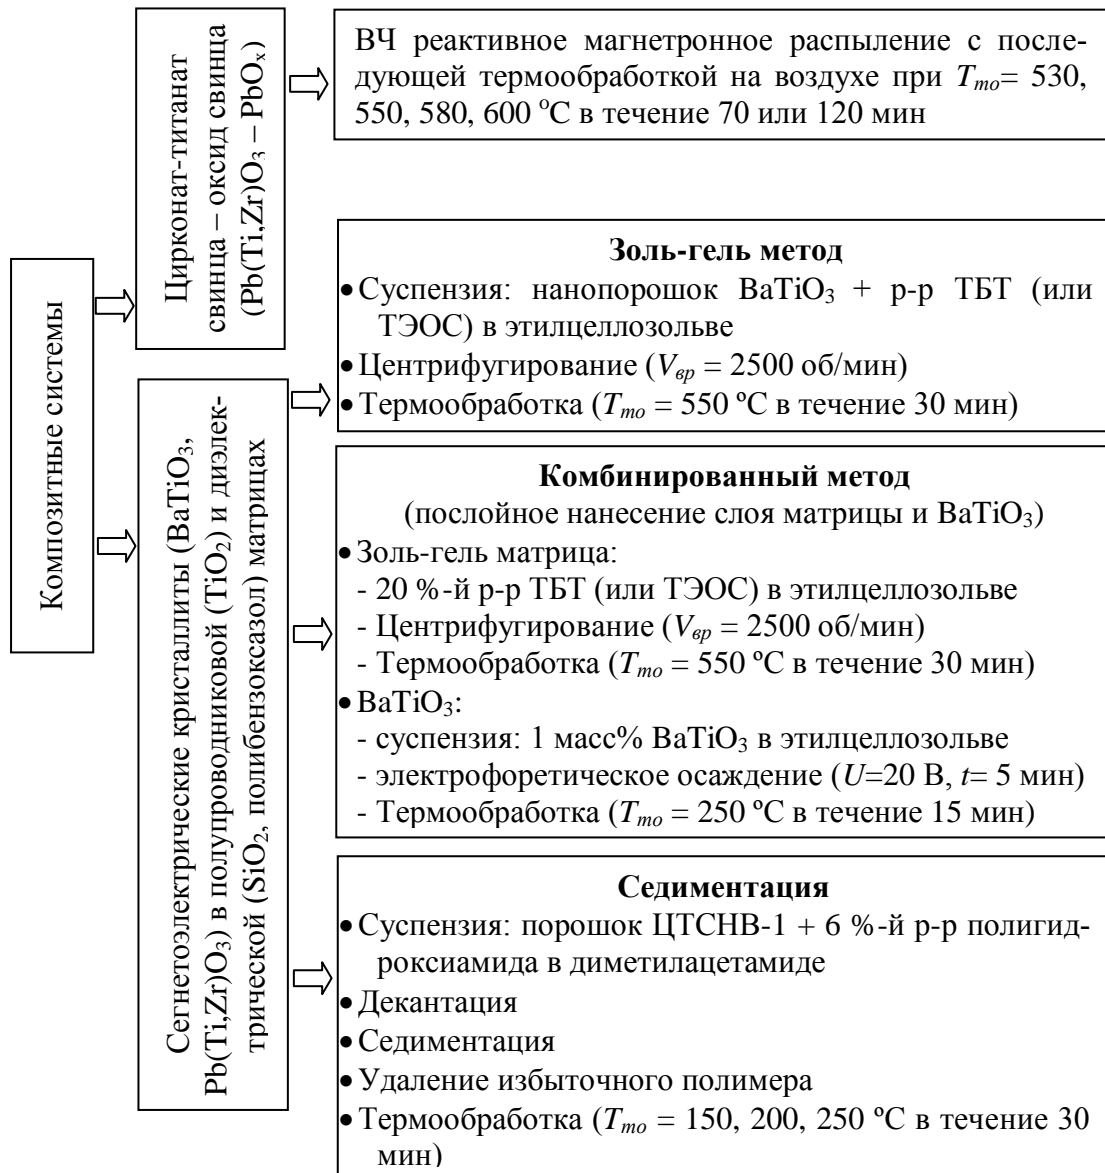 Композитные системы
Цирконат-титанат
свинца – оксид свинца
(Pb(Ti,Zr)O₃ – PbOₓ)
ВЧ реактивное магнетронное распыление с после-
дующей термообработкой на воздухе при Tто= 530,
550, 580, 600 °C в течение 70 или 120 мин
Сегнетоэлектрические кристаллиты (BaTiO₃,
Pb(Ti,Zr)O₃) в полупроводниковой (TiO₂) и диэлек-
трической (SiO₂, полибензоксазол) матрицах
Золь-гель метод
• Суспензия: нанопорошок BaTiO₃ + р-р ТБТ (или
ТЭОС) в этилцеллозольве
• Центрифугирование (Vвр = 2500 об/мин)
• Термообработка (Tто = 550 ºС в течение 30 мин)
Комбинированный метод
(послойное нанесение слоя матрицы и BaTiO₃)
• Золь-гель матрица:
- 20 %-й р-р ТБТ (или ТЭОС) в этилцеллозольве
- Центрифугирование (Vвр = 2500 об/мин)
- Термообработка (Tто = 550 ºС в течение 30 мин)
• BaTiO₃:
- суспензия: 1 масс% BaTiO₃ в этилцеллозольве
- электрофоретическое осаждение (U=20 В, t= 5 мин)
- Термообработка (Tто = 250 ºС в течение 15 мин)
Седиментация
• Суспензия: порошок ЦТСНВ-1 + 6 %-й р-р полигид-
роксиамида в диметилацетамиде
• Декантация
• Седиментация
• Удаление избыточного полимера
• Термообработка (Tто = 150, 200, 250 ºС в течение 30
мин)